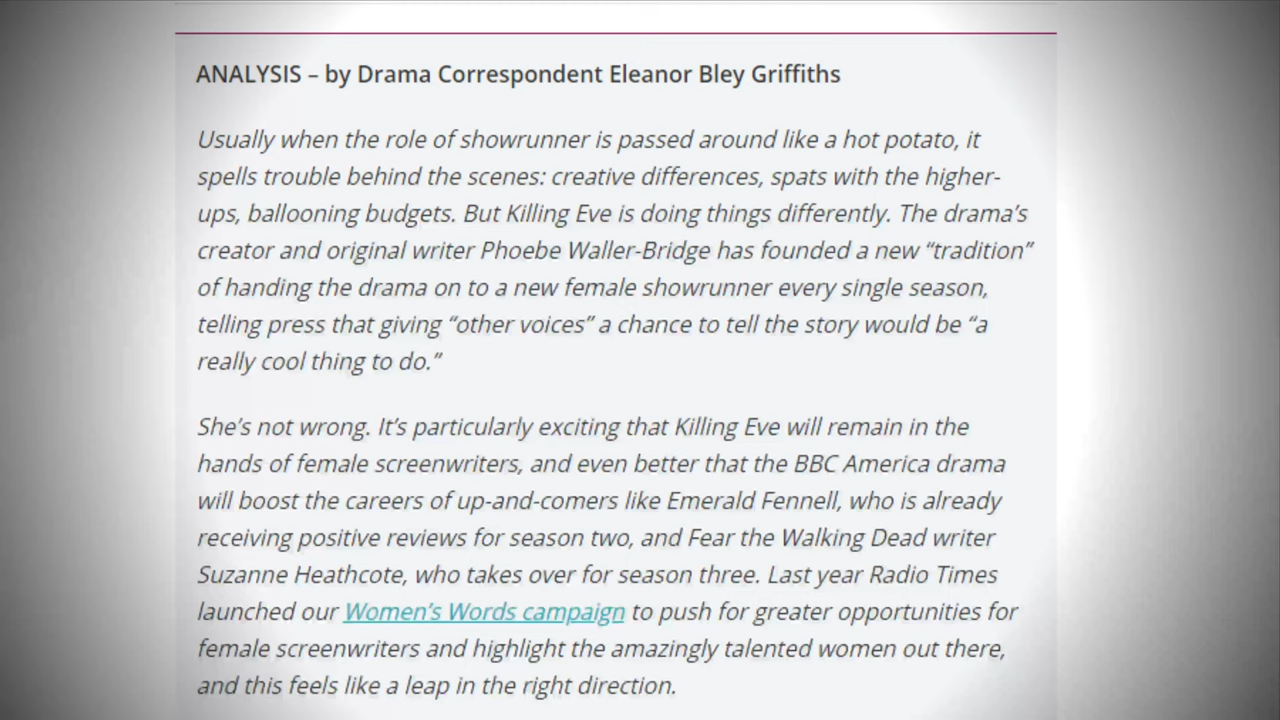 ANALYSIS – by Drama Correspondent Eleanor Bley Griffiths
Usually when the role of showrunner is passed around like a hot potato, it
spells trouble behind the scenes: creative differences, spats with the higher-
ups, ballooning budgets. But Killing Eve is doing things differently. The drama’s
creator and original writer Phoebe Waller-Bridge has founded a new “tradition”
of handing the drama on to a new female showrunner every single season,
telling press that giving “other voices” a chance to tell the story would be “a
really cool thing to do.”
She’s not wrong. It’s particularly exciting that Killing Eve will remain in the
hands of female screenwriters, and even better that the BBC America drama
will boost the careers of up-and-comers like Emerald Fennell, who is already
receiving positive reviews for season two, and Fear the Walking Dead writer
Suzanne Heathcote, who takes over for season three. Last year Radio Times
launched our Women’s Words campaign to push for greater opportunities for
female screenwriters and highlight the amazingly talented women out there,
and this feels like a leap in the right direction.